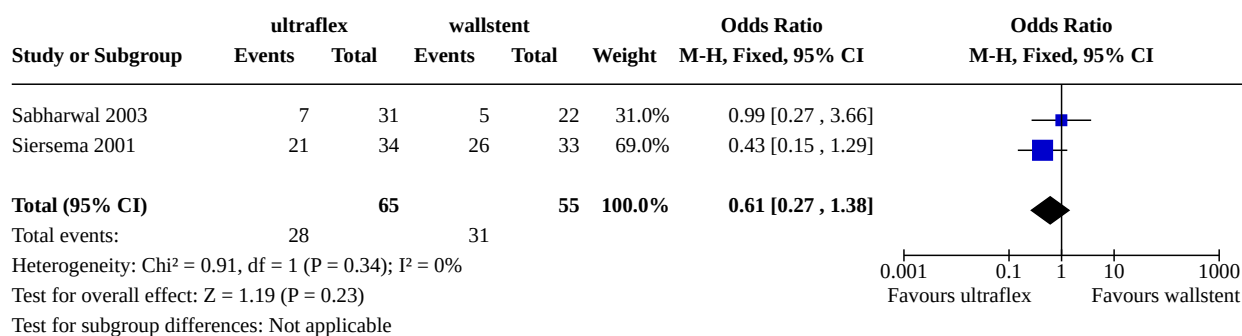 ultraflex wallstent Odds Ratio Odds Ratio
Study or Subgroup Events Total Events Total Weight M-H, Fixed, 95% CI M-H, Fixed, 95% CI
Sabharwal 2003 7 31 5 22 31.0% 0.99 [0.27 , 3.66]
Siersema 2001 21 34 26 33 69.0% 0.43 [0.15 , 1.29]
Total (95% CI) 65 55 100.0% 0.61 [0.27 , 1.38]
Total events: 28 31
Heterogeneity: Chi² = 0.91, df = 1 (P = 0.34); I² = 0%
Test for overall effect: Z = 1.19 (P = 0.23)
Test for subgroup differences: Not applicable
0.001 0.1 1 10 1000
Favours ultraflex Favours wallstent